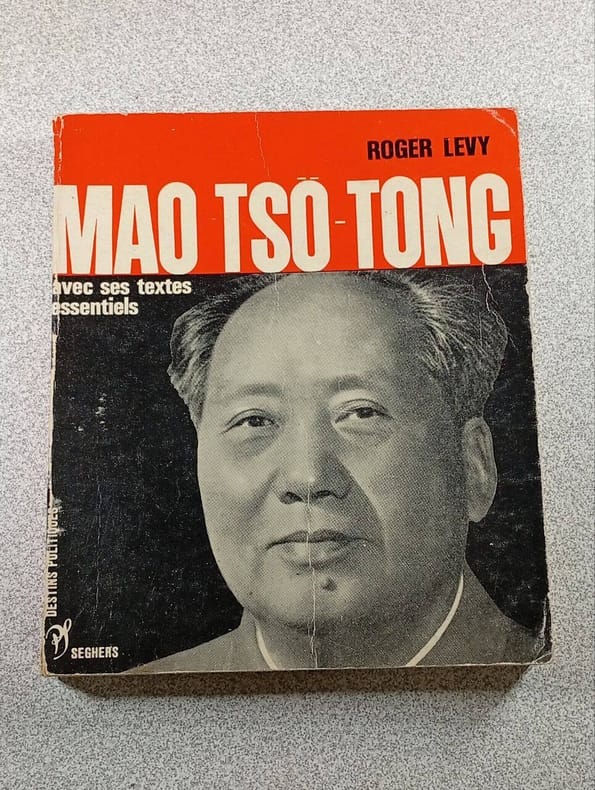 ROGER LEVY
MAO TSÖ-TONG
avec ses textes
essentiels
DESTINS POLITIQUES
SEGHERS